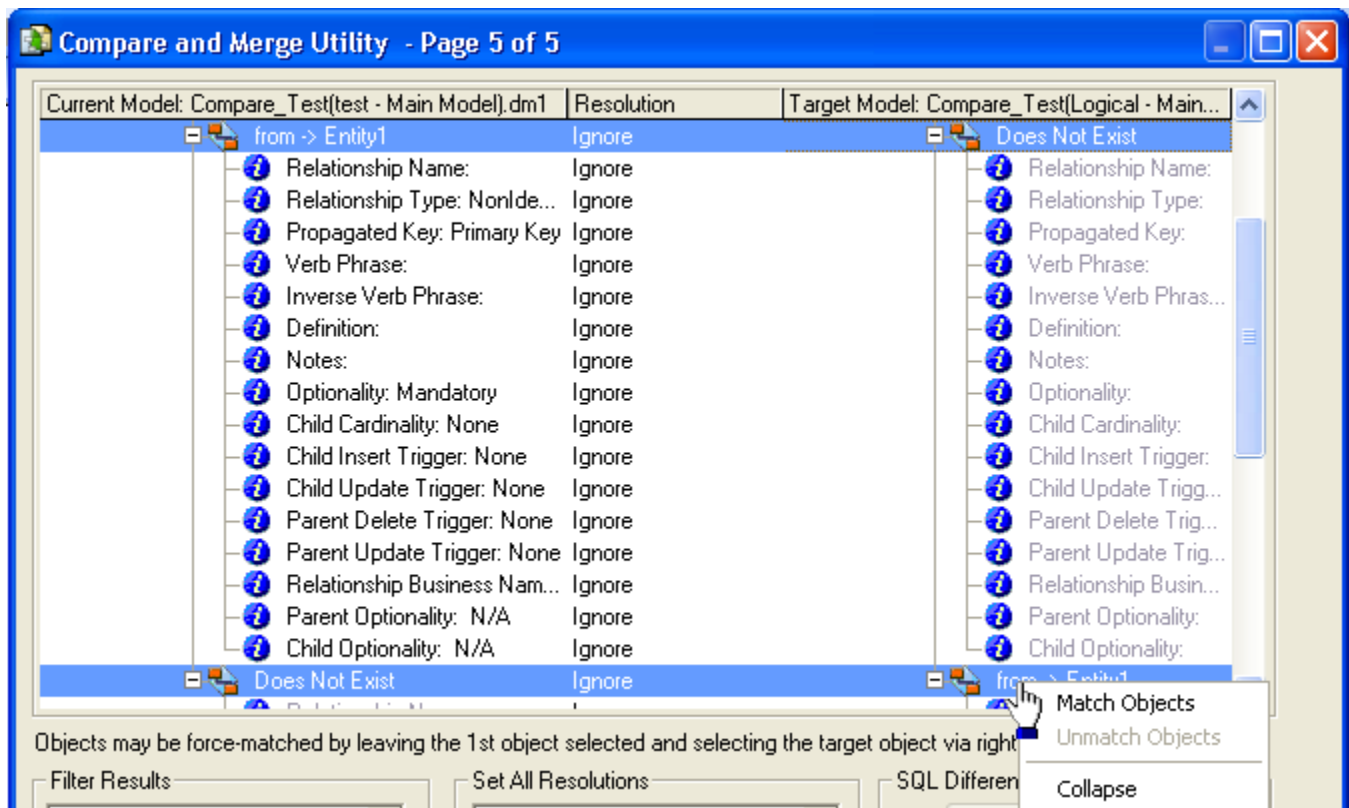 Compare and Merge Utility - Page 5 of 5
Current Model: Compare_Test(test - Main Model).dm1 Resolution Target Model: Compare_Test(Logical - Main...
from -> Entity1 Ignore Does Not Exist
Relationship Name: Ignore Relationship Name:
Relationship Type: NonIde... Ignore Relationship Type:
Propagated Key: Primary Key Ignore Propagated Key:
Verb Phrase: Ignore Verb Phrase:
Inverse Verb Phrase: Ignore Inverse Verb Phras...
Definition: Ignore Definition:
Notes: Ignore Notes:
Optionality: Mandatory Ignore Optionality:
Child Cardinality: None Ignore Child Cardinality:
Child Insert Trigger: None Ignore Child Insert Trigger:
Child Update Trigger: None Ignore Child Update Trigg...
Parent Delete Trigger: None Ignore Parent Delete Trig...
Parent Update Trigger: None Ignore Parent Update Trig...
Relationship Business Nam... Ignore Relationship Busin...
Parent Optionality: N/A Ignore Parent Optionality:
Child Optionality: N/A Ignore Child Optionality:
Does Not Exist Ignore from -> Entity1
Match Objects
Objects may be force-matched by leaving the 1st object selected and selecting the target object via right
Unmatch Objects
Filter Results Set All Resolutions SQL Differen
Collapse